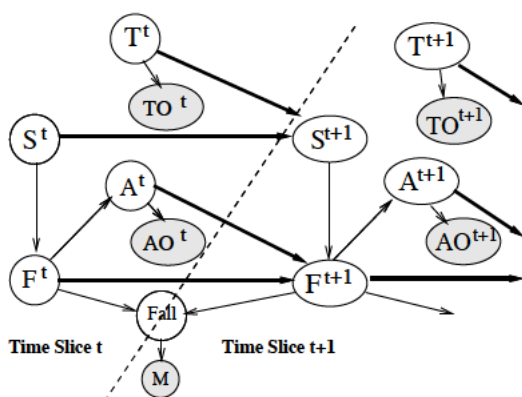 T^t
T^t+1
TO^t
TO^t+1
S^t
S^t+1
A^t
A^t+1
AO^t
AO^t+1
F^t
F^t+1
Fall
Time Slice t
Time Slice t+1
M